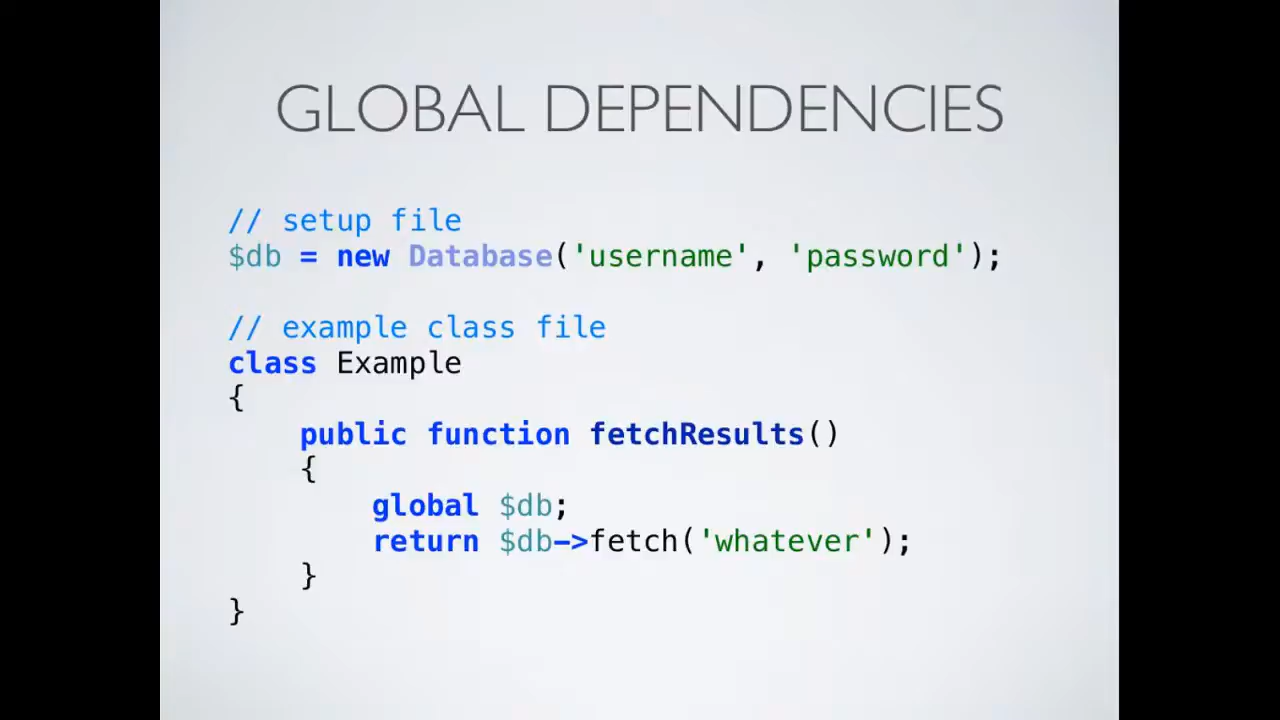 GLOBAL DEPENDENCIES
// setup file
$db = new Database('username', 'password');
// example class file
class Example
{
    public function fetchResults()
    {
        global $db;
        return $db->fetch('whatever');
    }
}